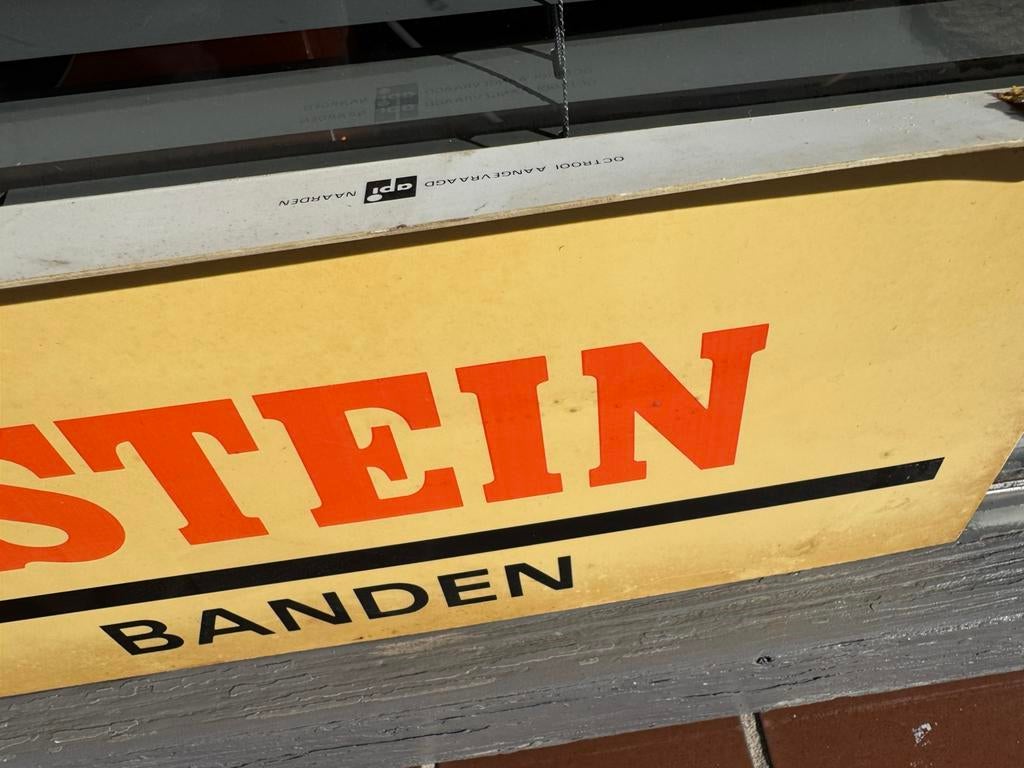 OCTROOI AANGEVRAAGD api NAARDEN
STEIN
BANDEN